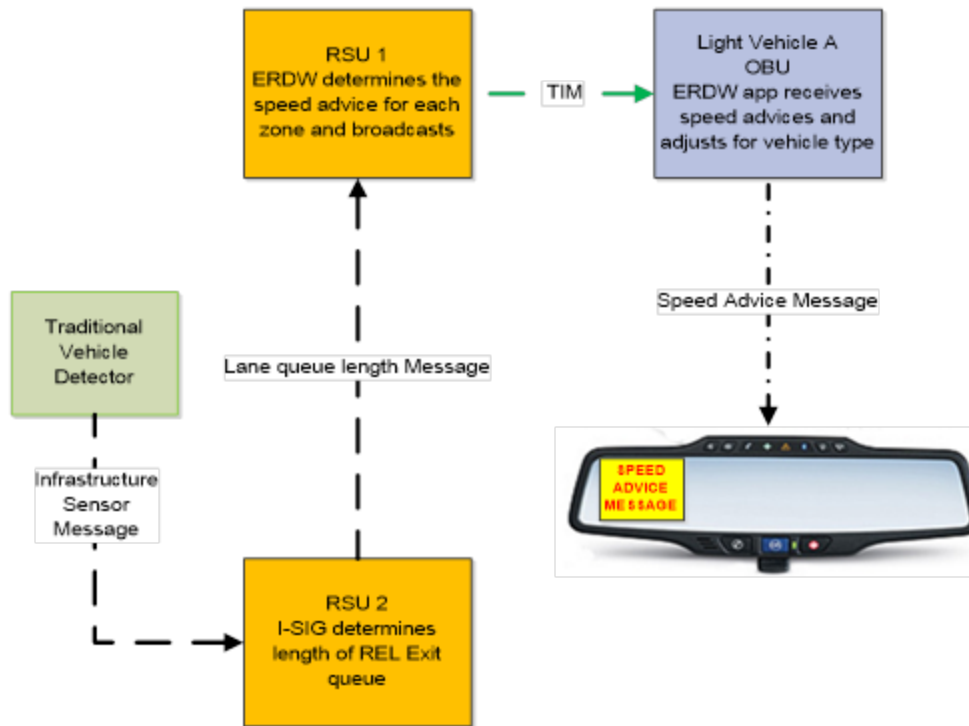 RSU 1
ERDW determines the
speed advice for each
zone and broadcasts
TIM
Light Vehicle A
OBU
ERDW app receives
speed advices and
adjusts for vehicle type
Speed Advice Message
Traditional
Vehicle
Detector
Lane queue length Message
Infrastructure
Sensor
Message
SPEED
ADVICE
MESSAGE
RSU 2
I-SIG determines
length of REL Exit
queue